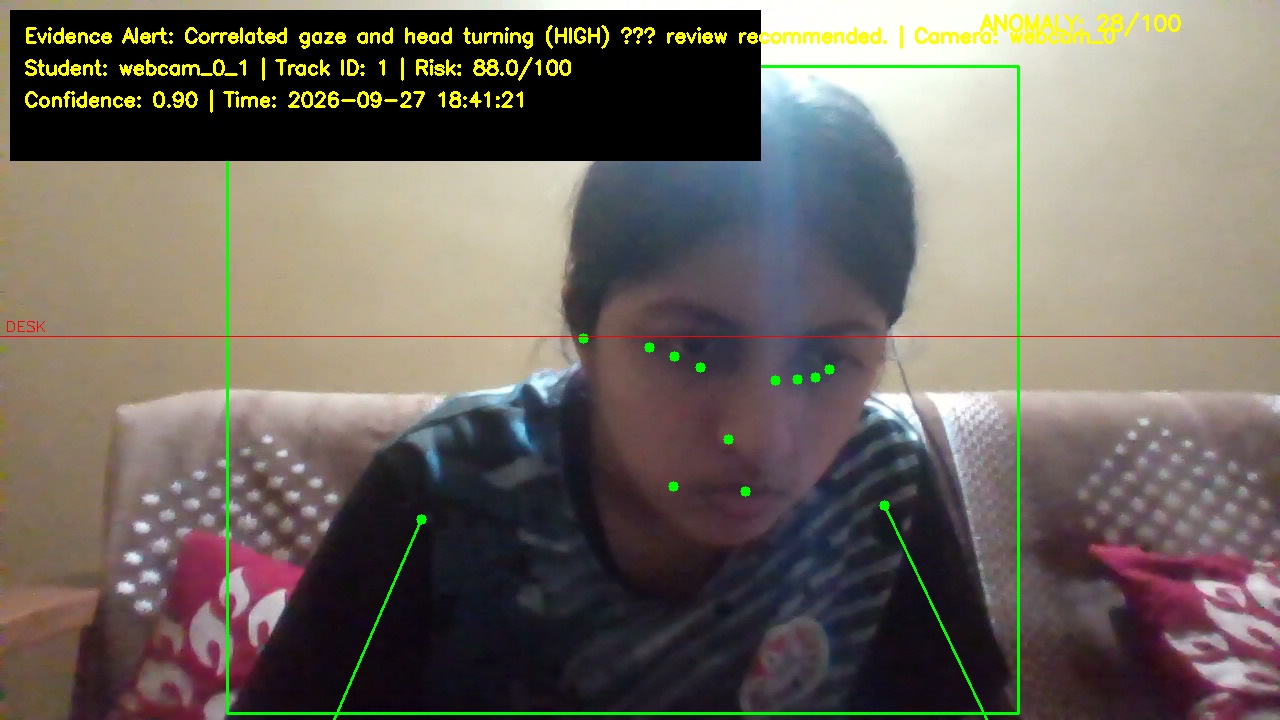 Evidence Alert: Correlated gaze and head turning (HIGH) ??? review recommended. | Camera: webcam_0
ANOMALY: 28/100
Student: webcam_0_1 | Track ID: 1 | Risk: 88.0/100
Confidence: 0.90 | Time: 2026-09-27 18:41:21
DESK